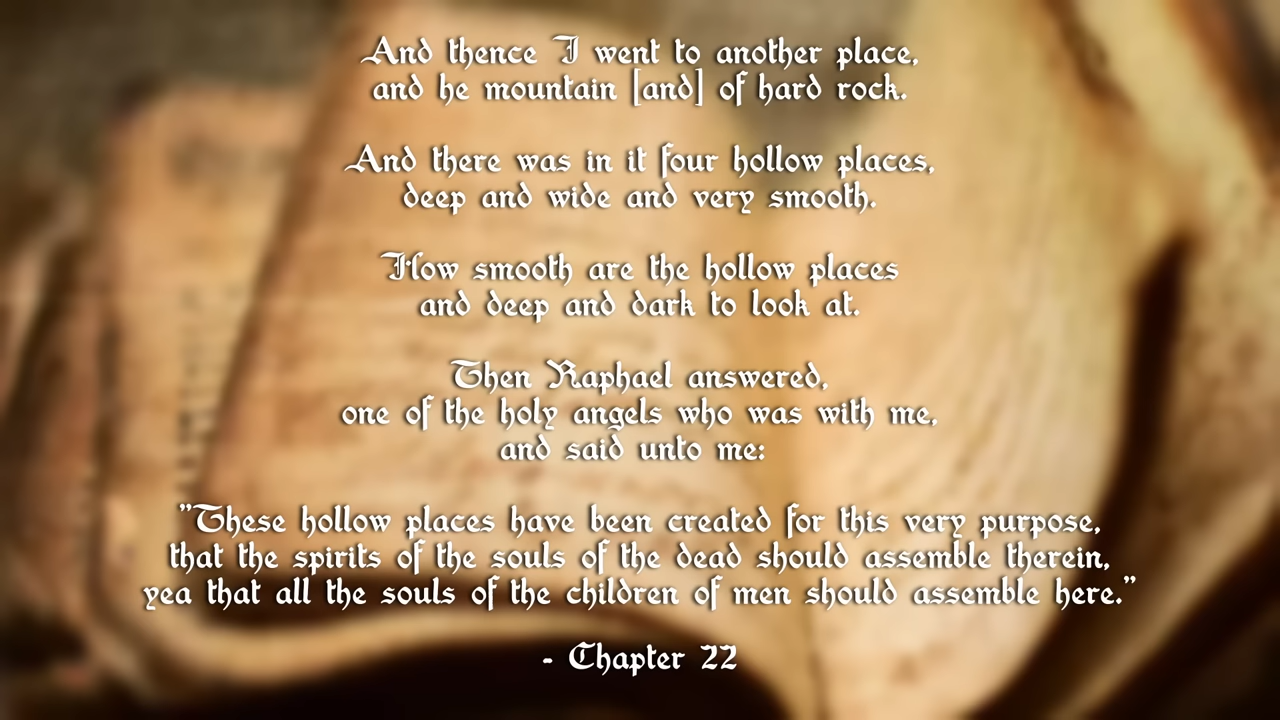 And thence I went to another place,
and he mountain [and] of hard rock.
And there was in it four hollow places,
deep and wide and very smooth.
How smooth are the hollow places
and deep and dark to look at.
Then Raphael answered,
one of the holy angels who was with me,
and said unto me:
"These hollow places have been created for this very purpose,
that the spirits of the souls of the dead should assemble therein,
yea that all the souls of the children of men should assemble here."
- Chapter 22